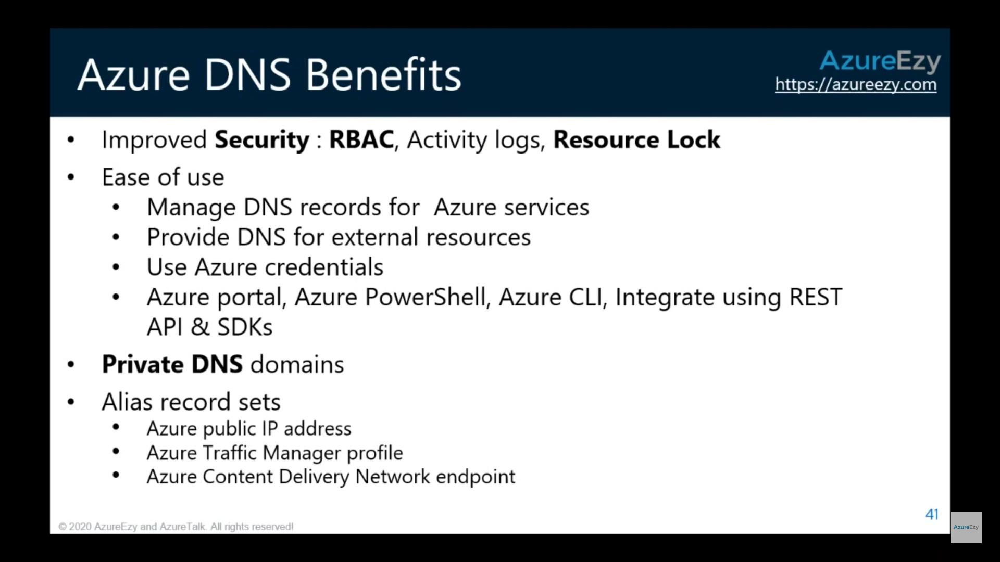 Azure DNS Benefits
AzureEzy
https://azureezy.com
• Improved Security : RBAC, Activity logs, Resource Lock
• Ease of use
• Manage DNS records for  Azure services
• Provide DNS for external resources
• Use Azure credentials
• Azure portal, Azure PowerShell, Azure CLI, Integrate using REST
API & SDKs
• Private DNS domains
• Alias record sets
• Azure public IP address
• Azure Traffic Manager profile
• Azure Content Delivery Network endpoint
41
© 2020 AzureEzy and AzureTalk. All rights reserved!
AzureEzy